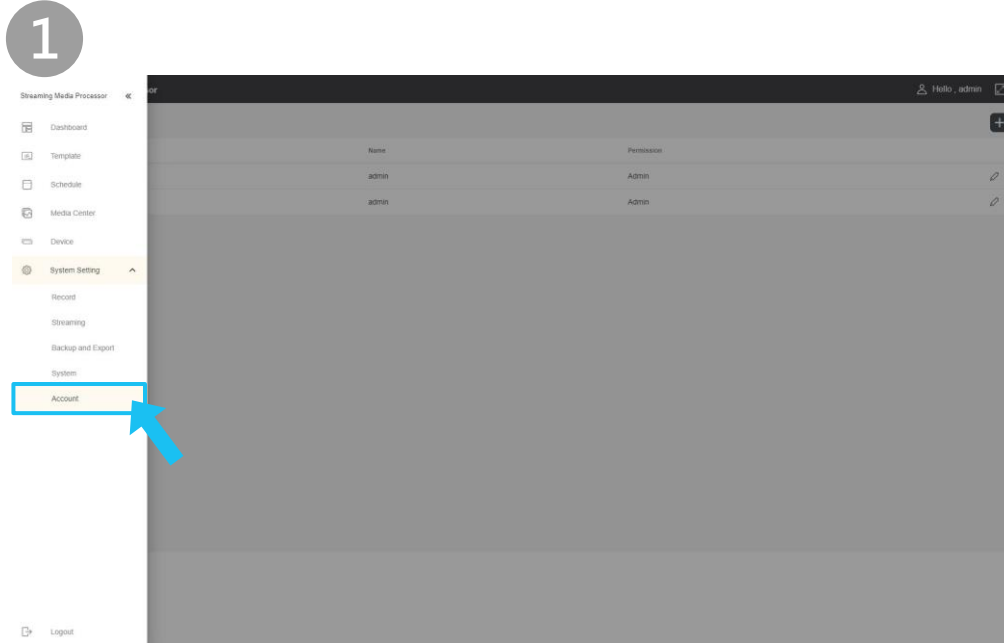 1
Streaming Media Processor
or
Hello , admin
Dashboard
Template
Schedule
Media Center
Device
System Setting
Record
Streaming
Backup and Export
System
Account
Logout
Name Permission
admin Admin
admin Admin